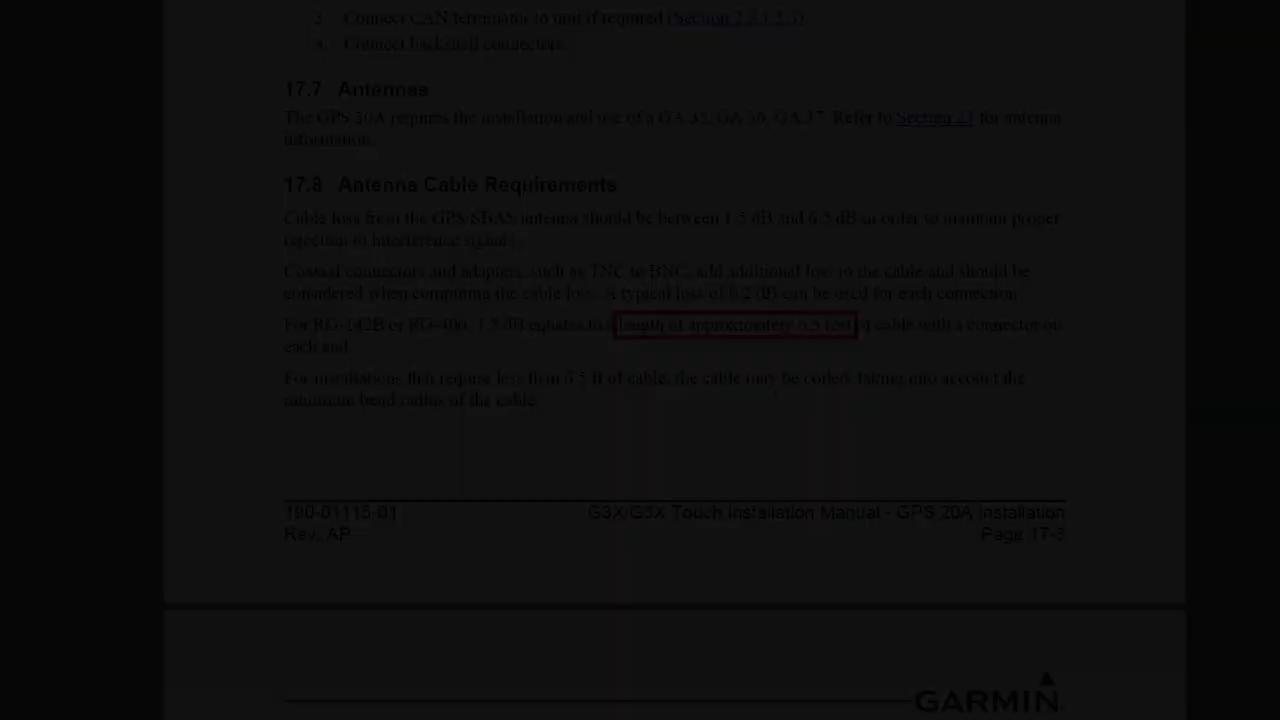 3. Connect CAN terminator to unit if required
4. Connect backshell connectors.
17.7 Antennas
The GPS 20A requires the installation and use of a GA 35, GA 36, GA 37. Refer to Section 21 for antenna
information.
17.8 Antenna Cable Requirements
Cable loss from the GPS/SBAS antenna should be between 1.5 dB and 6.5 dB in order to maintain proper
rejection to interference signals.
Coaxial connectors and adapters, such as TNC to BNC, add additional loss to the cable and should be
considered when computing the cable loss. A typical loss of 0.2 dB can be used for each connection.
For RG-142B or RG-400, 1.5 dB equates to a length of approximately 6.5 feet of cable with a connector on
each end.
For installations that require less than 6.5 ft of cable, the cable may be coiled, taking into account the
minimum bend radius of the cable.
190-01115-01 G3X/G3X Touch Installation Manual - GPS 20A Installation
Rev. AP Page 17-3
GARMIN